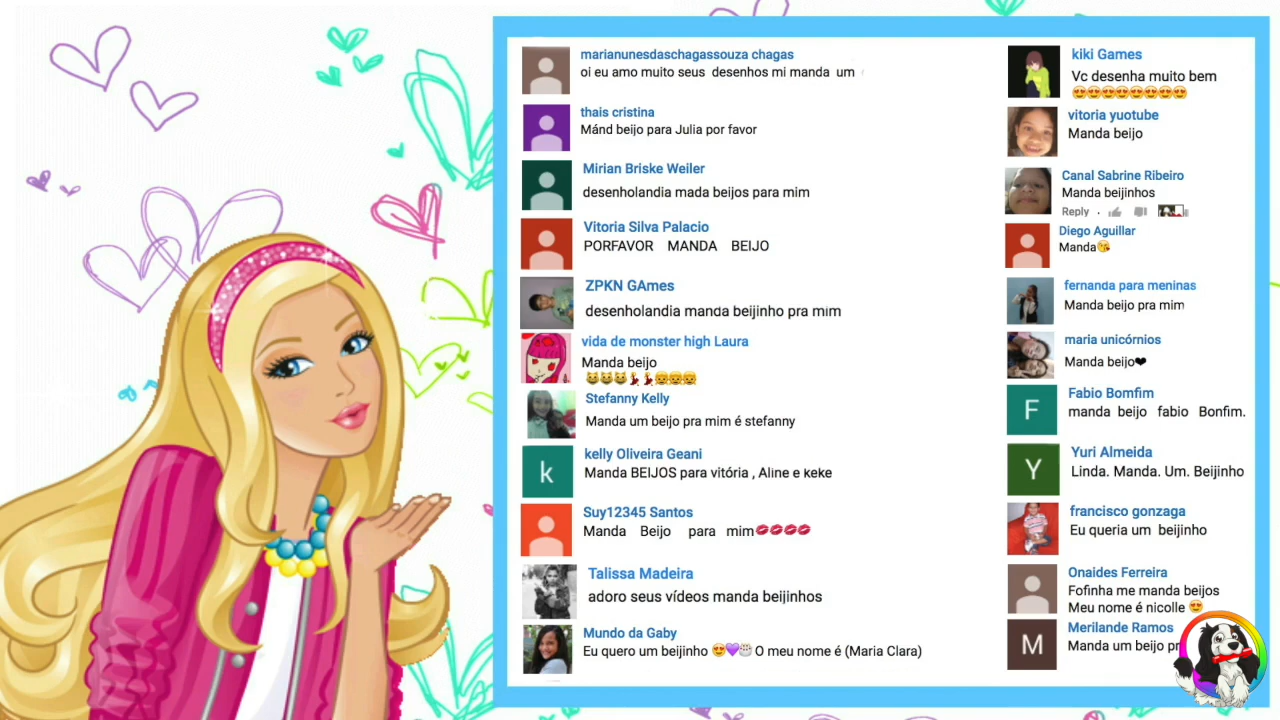 marianunesdaschagassouza chagas
oi eu amo muito seus desenhos mi manda um
thais cristina
Mánd beijo para Julia por favor
Mirian Briske Weiler
desenholandia mada beijos para mim
Vitoria Silva Palacio
PORFAVOR MANDA BEIJO
ZPKN GAmes
desenholandia manda beijinho pra mim
vida de monster high Laura
Manda beijo
😺😺😺💃💃👦👦👦
Stefanny Kelly
Manda um beijo pra mim é stefanny
k
kelly Oliveira Geani
Manda BEIJOS para vitória , Aline e keke
Suy12345 Santos
Manda Beijo para mim💋💋💋💋
Talissa Madeira
adoro seus vídeos manda beijinhos
Mundo da Gaby
Eu quero um beijinho 😍💜🎂 O meu nome é (Maria Clara)
kiki Games
Vc desenha muito bem
😍😍😍😍😍😍😍😍😍
vitoria yuotube
Manda beijo
Canal Sabrine Ribeiro
Manda beijinhos
Reply
Diego Aguillar
Manda😘
fernanda para meninas
Manda beijo pra mim
maria unicórnios
Manda beijo❤
F
Fabio Bomfim
manda beijo fabio Bonfim.
Y
Yuri Almeida
Linda. Manda. Um. Beijinho
francisco gonzaga
Eu queria um beijinho
Onaides Ferreira
Fofinha me manda beijos
Meu nome é nicolle 😍
M
Merilande Ramos
Manda um beijo